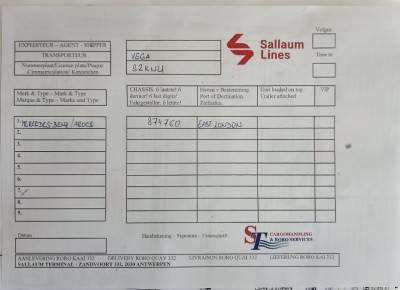 Volgnr.
EXPEDITEUR – AGENT - SHIPPER
TRANSPORTEUR
Nummerplaat/Licence plate/Plaque d'immatriculation/ Kennzeichen
VEGA
Sallaum Lines
Time in
Merk & Type – Mark & Type
Marque & Type – Marke und Type
CHASSIS: 6 laatste! 6
dernier! 6 last digits!
Fahrgestellnr. 6 letzte!
Haven v Bestemming
Port of Destination,
Zielhafen.
Unit loaded on top
Trailer attached
VIP
1. MERCEDES-BENZ/AROCS
874760
EAST LONDON
2.
3.
4.
5.
6.
7.
8.
9.
Datum
Handtekening – Signature - Unterschrift :
ST CARGOHANDLING
& RORO SERVICES
AANLEVERING RORO KAAI 332
DELIVERY RORO QUAY 332
LIVRAISON RORO QUAI 332
LIEFERUNG RORO KAI 332
SALLAUM TERMINAL – ZANDVOORT 332, 2030 ANTWERPEN